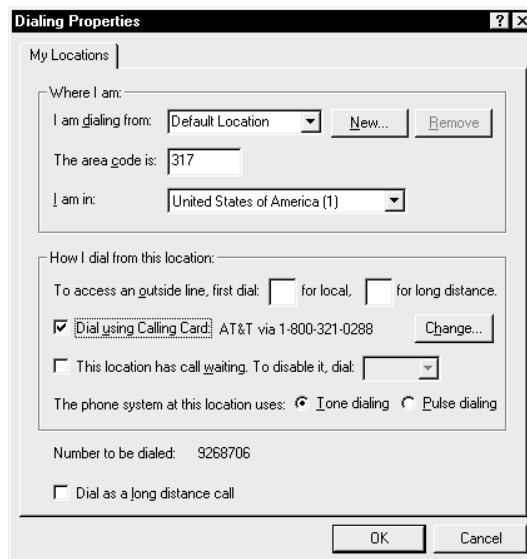 Dialing Properties
My Locations
Where I am:
I am dialing from: Default Location New... Remove
The area code is: 317
I am in: United States of America (1)
How I dial from this location:
To access an outside line, first dial: for local, for long distance.
Dial using Calling Card: AT&T via 1-800-321-0288 Change...
This location has call waiting. To disable it, dial:
The phone system at this location uses: Tone dialing Pulse dialing
Number to be dialed: 9268706
Dial as a long distance call
OK Cancel